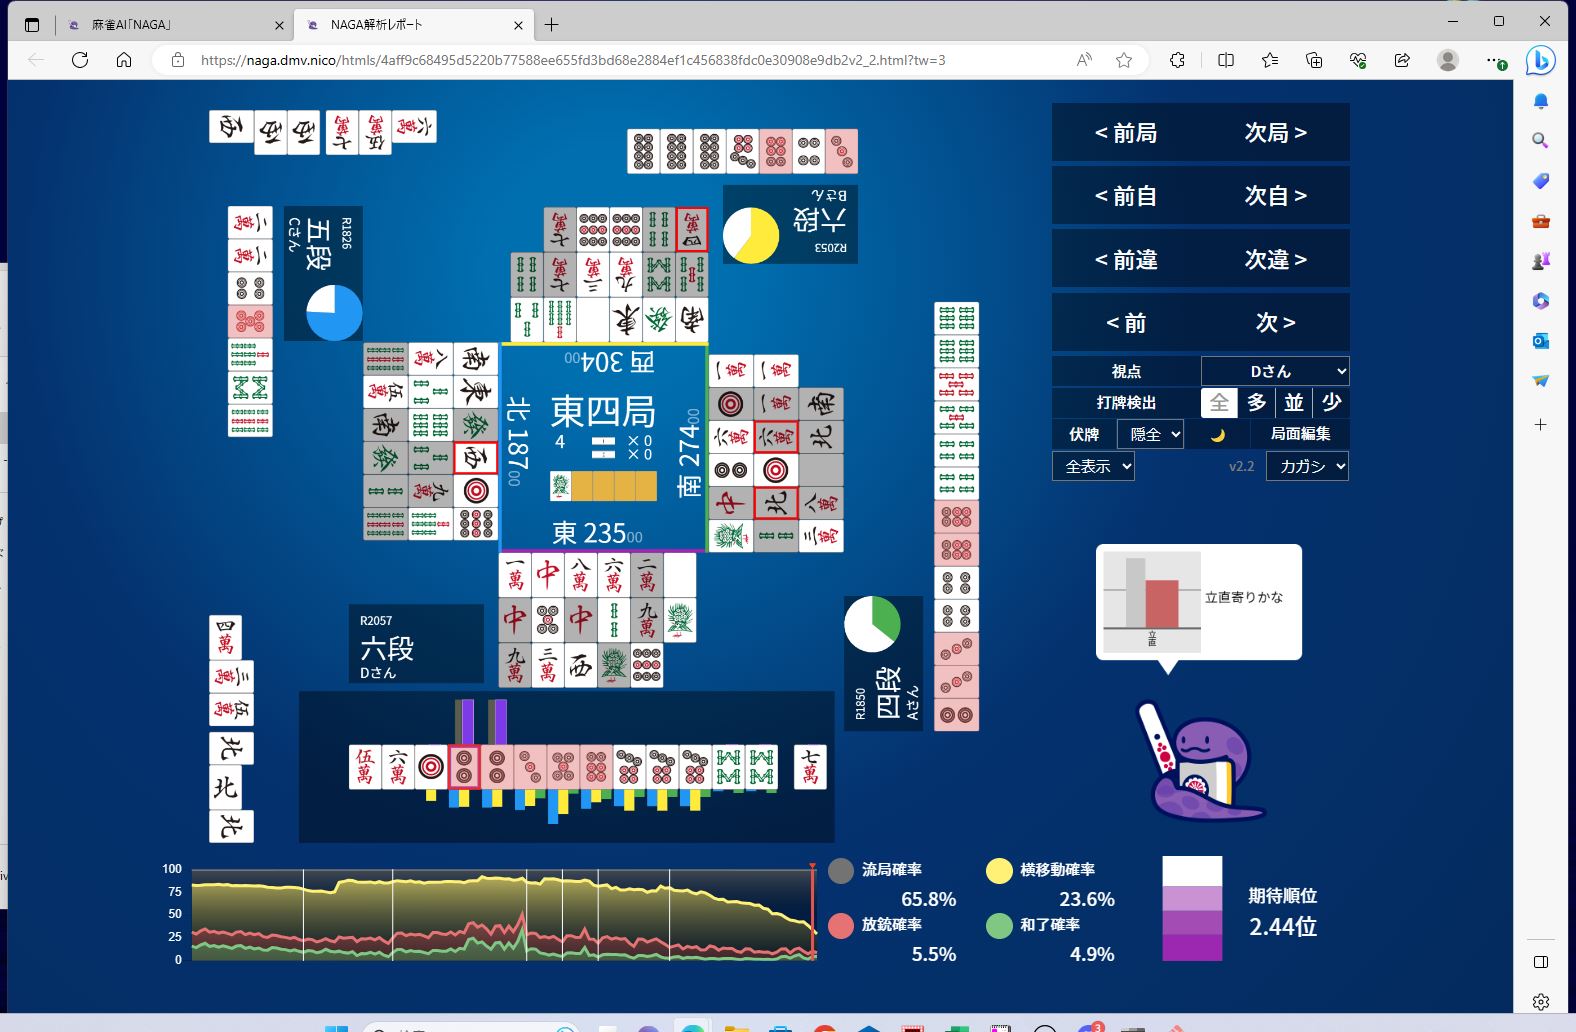 麻雀AI「NAGA」
NAGA解析レポート
https://naga.dmv.nico/htmls/4aff9c68495d5220b77588ee655fd3bd68e2884ef1c456838fdc0e30908e9db2v2_2.html?tw=3
< 前局
次局 >
< 前自
次自 >
< 前違
次違 >
< 前
次 >
視点
Dさん
打牌検出
全
多
並
少
伏牌
隠全
局面編集
全表示
v2.2
カガシ
Bさん
六段
R2053
R1826
五段
Cさん
西 30400
北 18700
東四局
4
×0
×0
南 27400
東 23500
R2057
六段
Dさん
R1850
四段
Aさん
立直寄りかな
立直
100
75
50
25
0
流局確率
65.8%
横移動確率
23.6%
放銃確率
5.5%
和了確率
4.9%
期待順位
2.44位